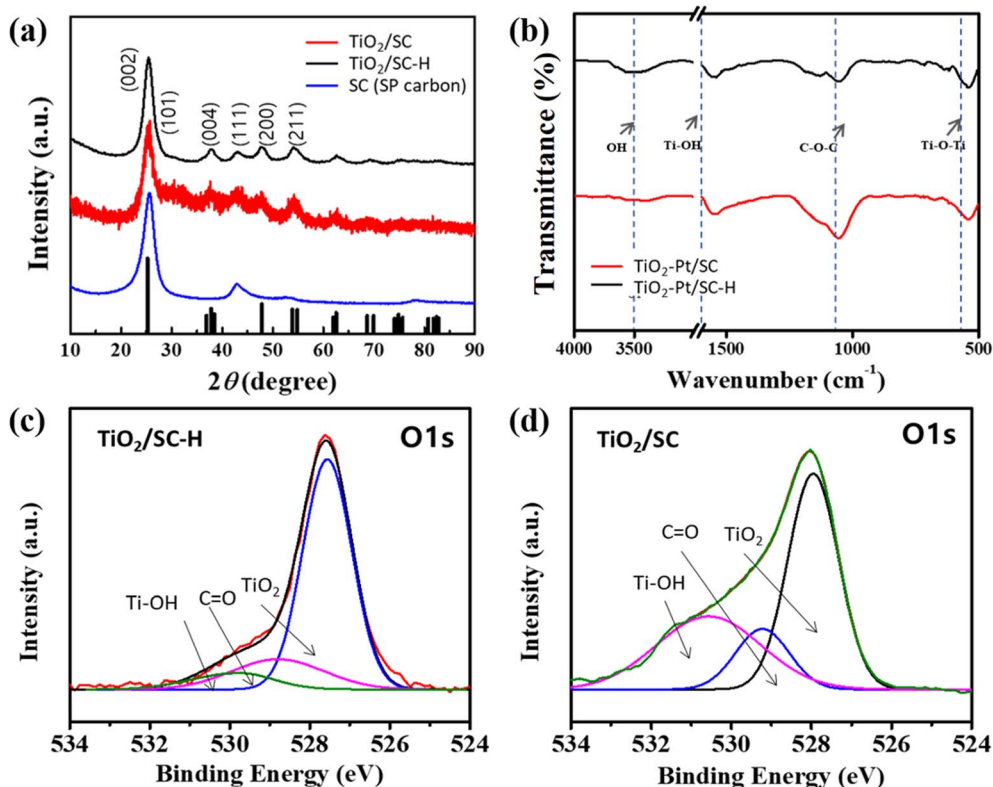 (a)
TiO2/SC
TiO2/SC-H
SC (SP carbon)
(002)
(101)
(004)
(111)
(200)
(211)
Intensity (a.u.)
10 20 30 40 50 60 70 80 90
2θ (degree)
(b)
OH
Ti-OH
C-O-C
Ti-O-Ti
TiO2-Pt/SC
TiO2-Pt/SC-H
Transmittance (%)
4000 3500 1000 500
Wavenumber (cm-1)
(c)
TiO2/SC-H
O1s
Ti-OH
C=O
TiO2
Intensity (a.u.)
534 532 530 528 526 524
Binding Energy (eV)
(d)
TiO2/SC
O1s
C=O
TiO2
Ti-OH
Intensity (a.u.)
534 532 530 528 526 524
Binding Energy (eV)